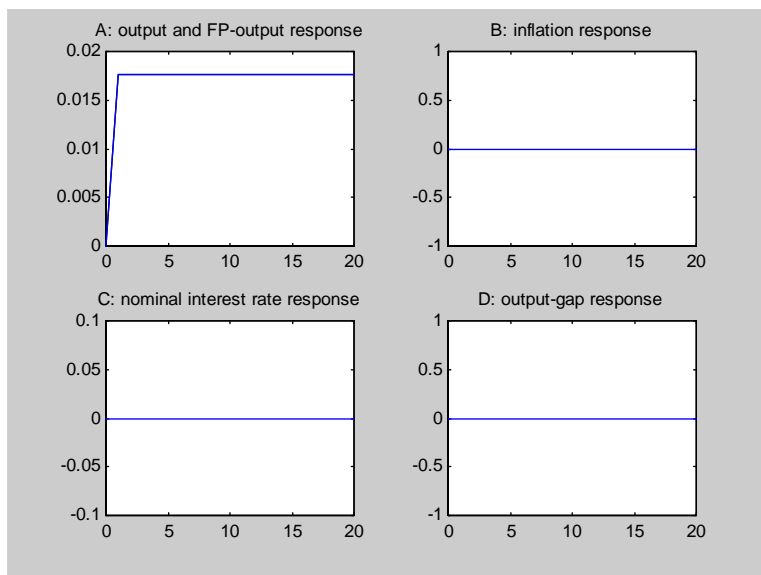 A: output and FP-output response
0.02
0.015
0.01
0.005
0
0 5 10 15 20
B: inflation response
1
0.5
0
-0.5
-1
0 5 10 15 20
C: nominal interest rate response
0.1
0.05
0
-0.05
-0.1
0 5 10 15 20
D: output-gap response
1
0.5
0
-0.5
-1
0 5 10 15 20